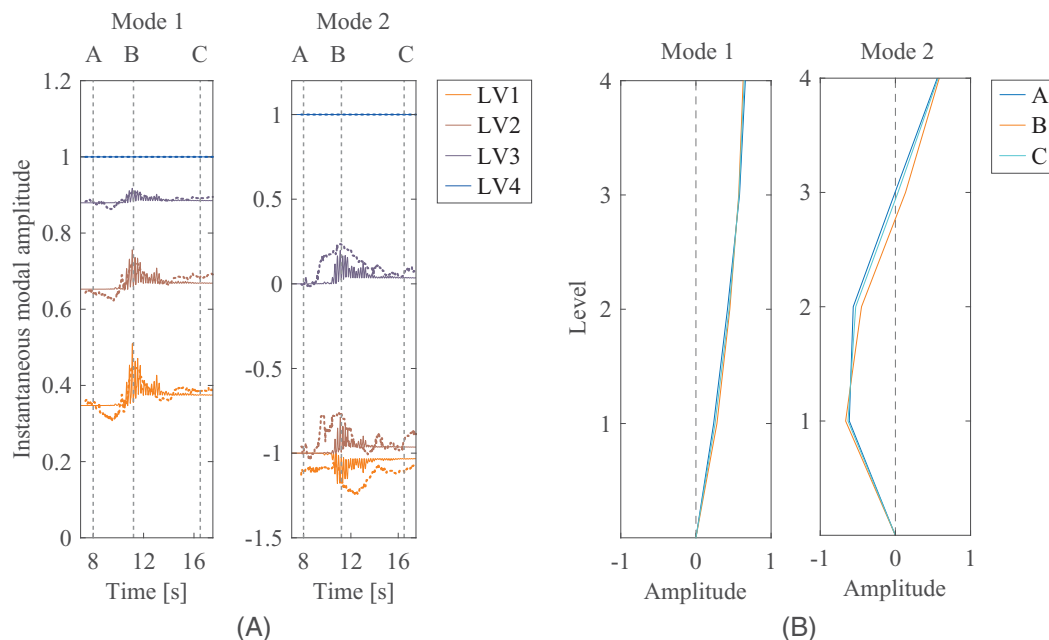 Mode 1
A B C
Instantaneous modal amplitude
1.2
1
0.8
0.6
0.4
0.2
0
8 12 16
Time [s]
Mode 2
A B C
1
0.5
0
-0.5
-1
-1.5
8 12 16
Time [s]
LV1
LV2
LV3
LV4
(A)
Mode 1
Level
4
3
2
1
-1 0 1
Amplitude
Mode 2
4
3
2
1
-1 0 1
Amplitude
A
B
C
(B)